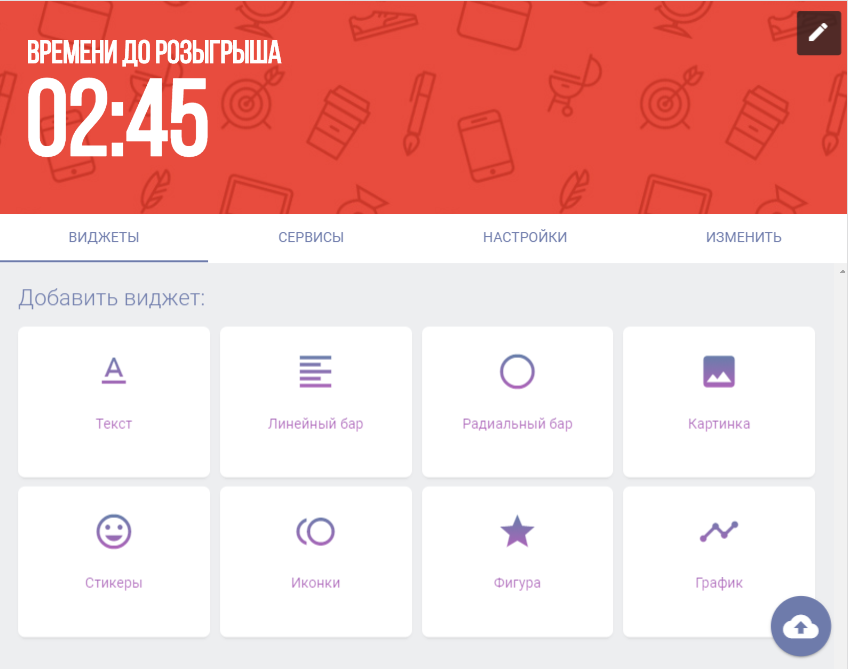 ВРЕМЕНИ ДО РОЗЫГРЫША
02:45
ВИДЖЕТЫ
СЕРВИСЫ
НАСТРОЙКИ
ИЗМЕНИТЬ
Добавить виджет:
Текст
Линейный бар
Радиальный бар
Картинка
Стикеры
Иконки
Фигура
График